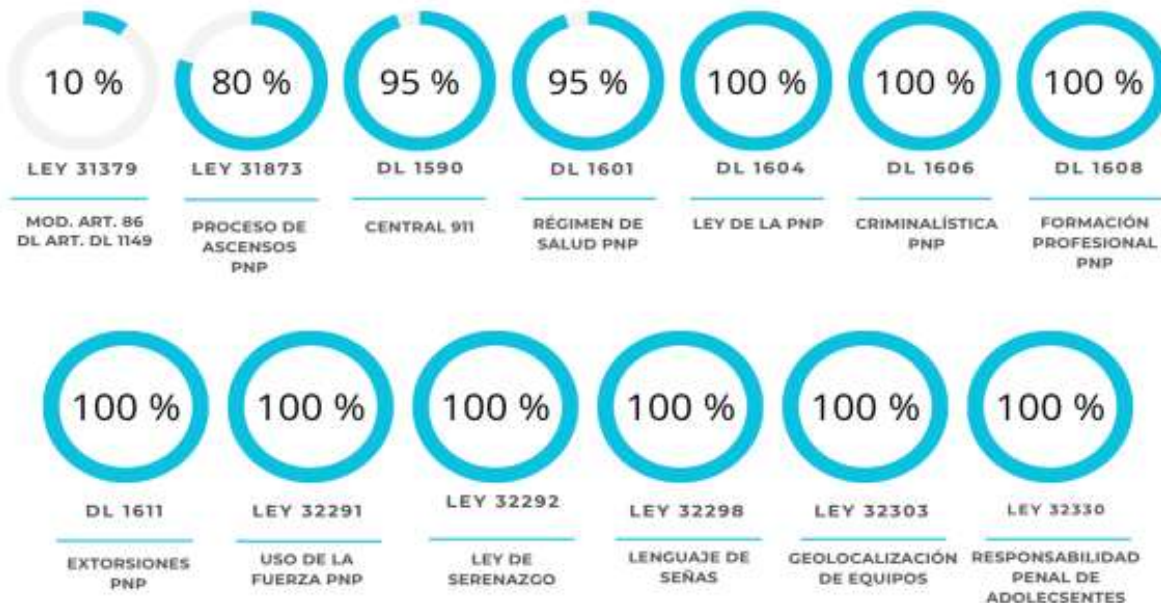 10 %
80 %
95 %
95 %
100 %
100 %
100 %
LEY 31379
LEY 31873
DL 1590
DL 1601
DL 1604
DL 1606
DL 1608
MOD. ART. 86
DL ART. DL 1149
PROCESO DE
ASCENSOS
PNP
CENTRAL 911
RÉGIMEN DE
SALUD PNP
LEY DE LA PNP
CRIMINALÍSTICA
PNP
FORMACIÓN
PROFESIONAL
PNP
100 %
100 %
100 %
100 %
100 %
100 %
DL 1611
LEY 32291
LEY 32292
LEY 32298
LEY 32303
LEY 32330
EXTORSIONES
PNP
USO DE LA
FUERZA PNP
LEY DE
SERENAZGO
LENGUAJE DE
SEÑAS
GEOLOCALIZACIÓN
DE EQUIPOS
RESPONSABILIDAD
PENAL DE
ADOLECSENTES